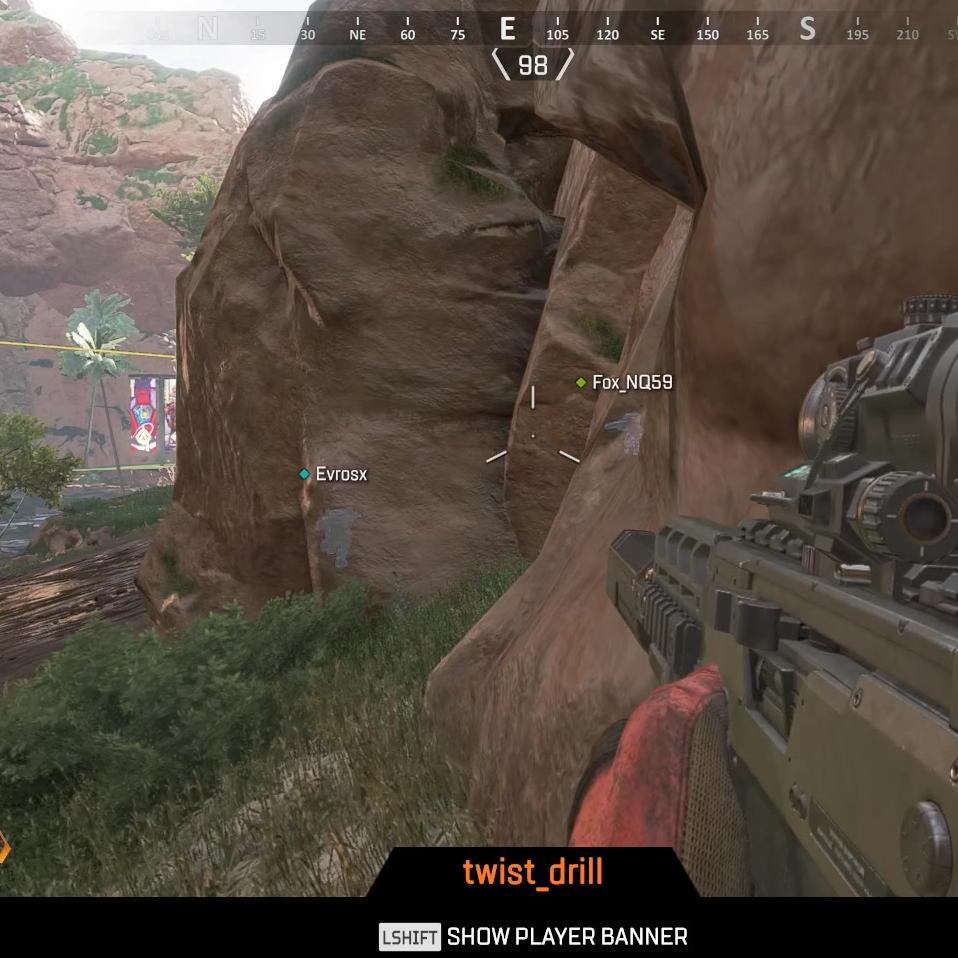 N 15 30 NE 60 75 E 105 120 SE 150 165 S 195 210
98
Fox_NQ59
Evrosx
twist_drill
LSHIFT SHOW PLAYER BANNER